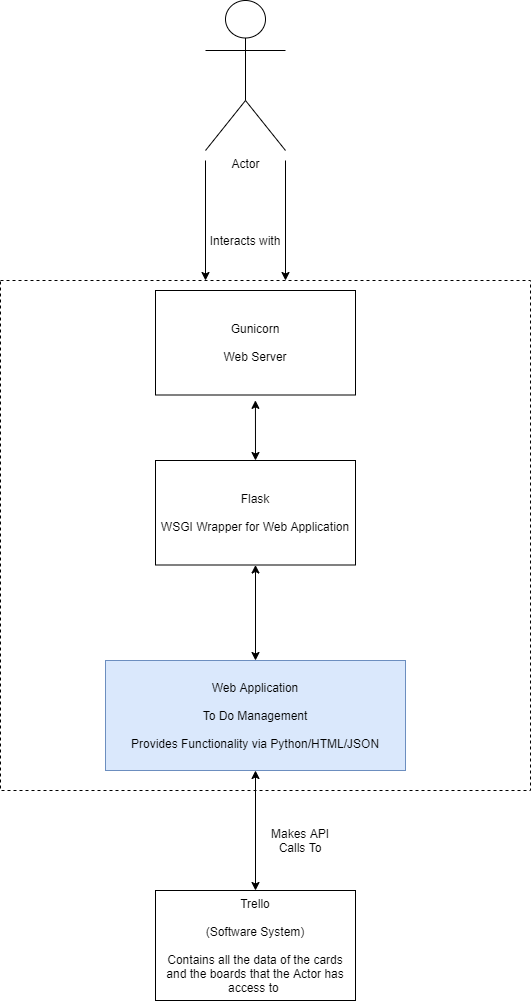 Actor
Interacts with
Gunicorn
Web Server
Flask
WSGI Wrapper for Web Application
Web Application
To Do Management
Provides Functionality via Python/HTML/JSON
Makes API
Calls To
Trello
(Software System)
Contains all the data of the cards
and the boards that the Actor has
access to